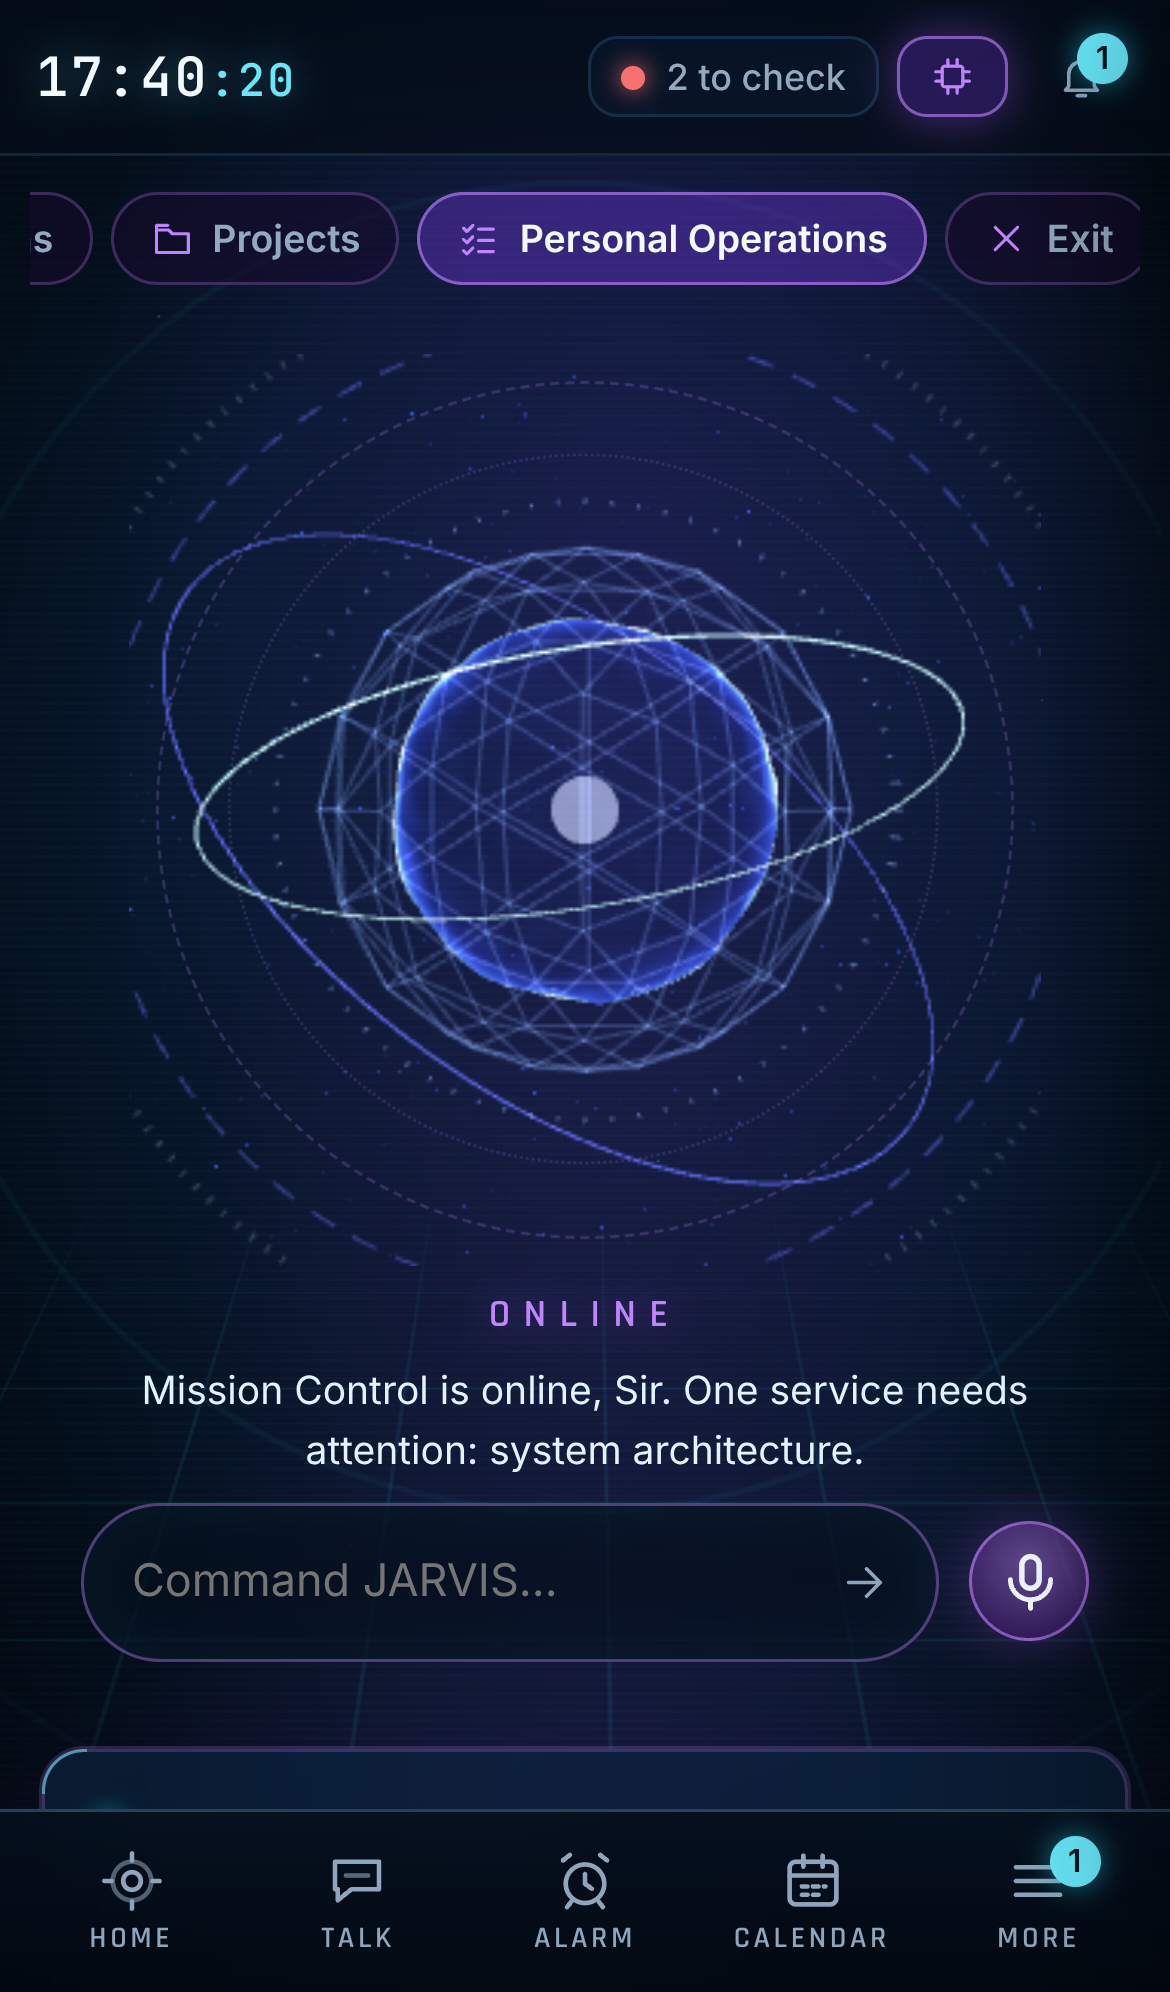 17:40:20
2 to check
1
s
Projects
Personal Operations
Exit
ONLINE
Mission Control is online, Sir. One service needs
attention: system architecture.
Command JARVIS...
1
HOME
TALK
ALARM
CALENDAR
MORE